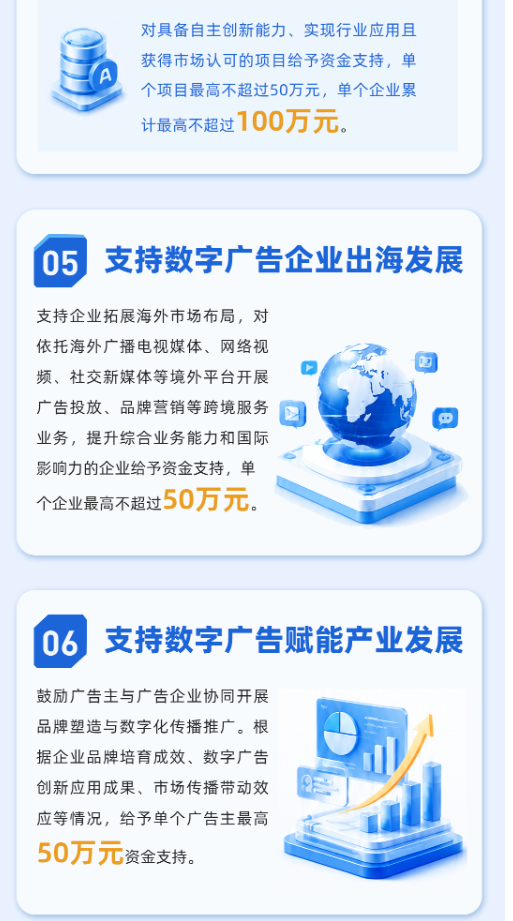 对具备自主创新能力、实现行业应用且
获得市场认可的项目给予资金支持，单
个项目最高不超过50万元，单个企业累
计最高不超过100万元。
A
05 支持数字广告企业出海发展
支持企业拓展海外市场布局，对
依托海外广播电视媒体、网络视
频、社交新媒体等境外平台开展
广告投放、品牌营销等跨境服务
业务，提升综合业务能力和国际
影响力的企业给予资金支持，单
个企业最高不超过50万元。
06 支持数字广告赋能产业发展
鼓励广告主与广告企业协同开展
品牌塑造与数字化传播推广。根
据企业品牌培育成效、数字广告
创新应用成果、市场传播带动效
应等情况，给予单个广告主最高
50万元资金支持。